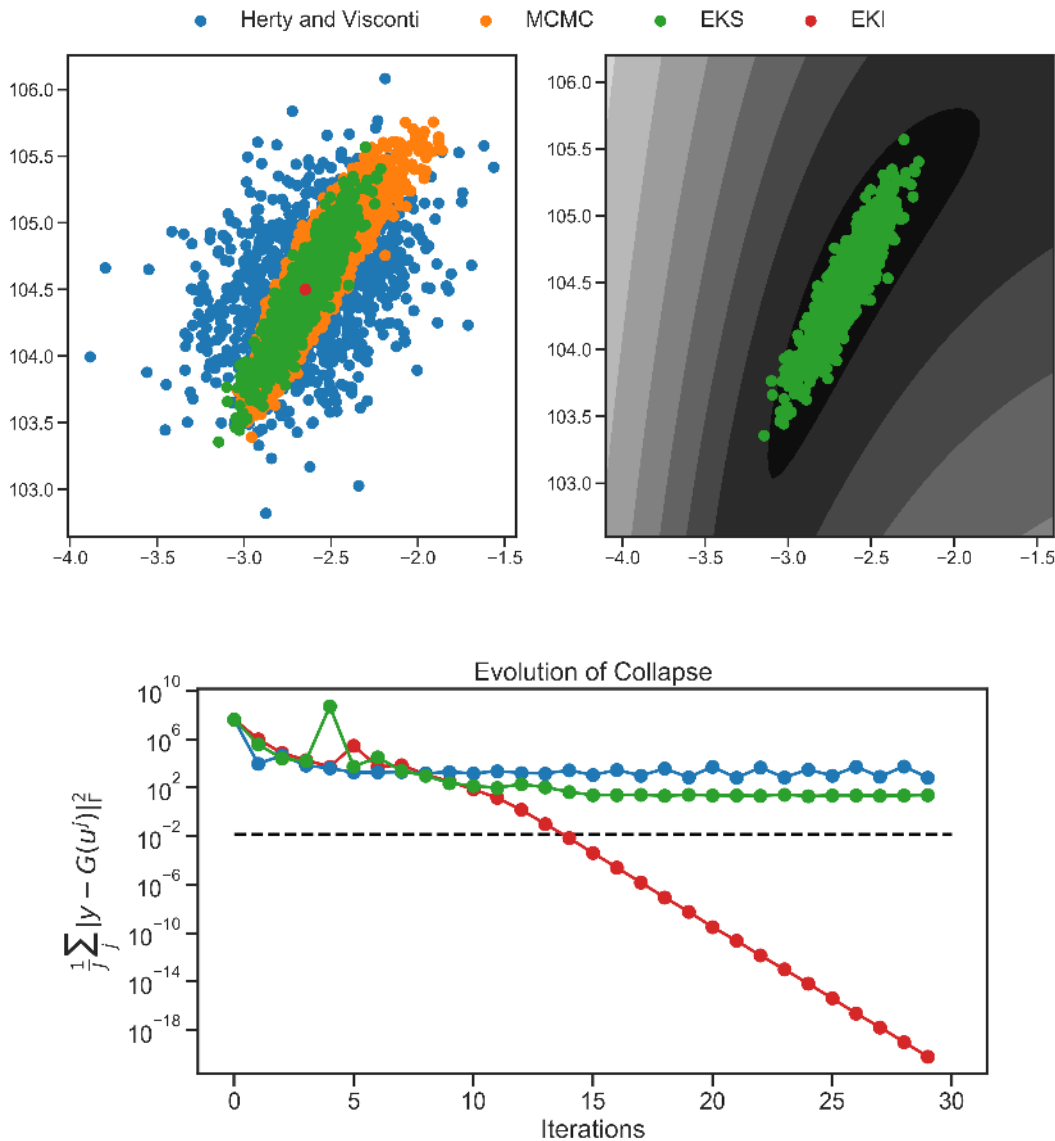 Herty and Visconti MCMC EKS EKI
106.0 106.0
105.5 105.5
105.0 105.0
104.5 104.5
104.0 104.0
103.5 103.5
103.0 103.0
−4.0 −3.5 −3.0 −2.5 −2.0 −1.5 −4.0 −3.5 −3.0 −2.5 −2.0 −1.5
Evolution of Collapse
10^10
10^6
10^2
10^−2
10^−6
10^−10
10^−14
10^−18
1/J ∑_j |y − G(u^j)|²_Γ
0 5 10 15 20 25 30
Iterations